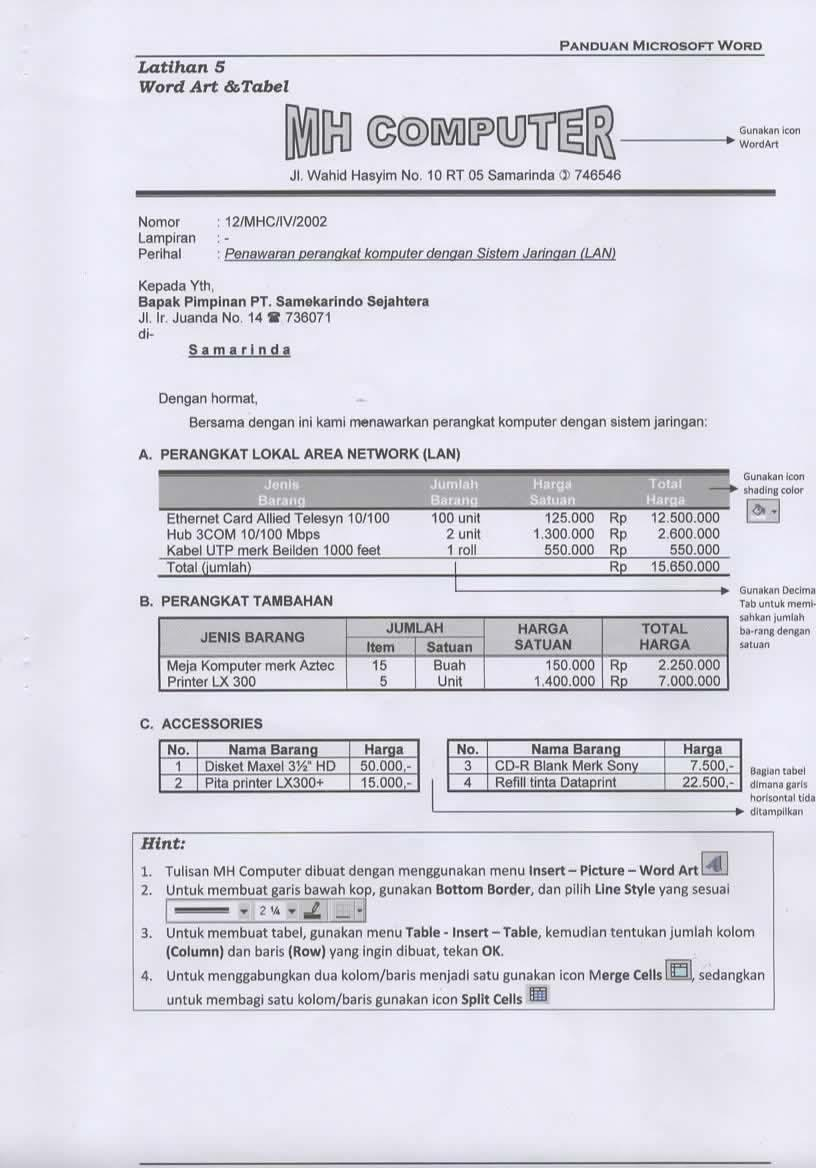 PANDUAN MICROSOFT WORD
Latihan 5
Word Art &Tabel
MH COMPUTER
Gunakan icon
WordArt
Jl. Wahid Hasyim No. 10 RT 05 Samarinda ✆ 746546
Nomor : 12/MHC/IV/2002
Lampiran : -
Perihal : Penawaran perangkat komputer dengan Sistem Jaringan (LAN)
Kepada Yth,
Bapak Pimpinan PT. Samekarindo Sejahtera
Jl. Ir. Juanda No. 14 ☎ 736071
di-
S a m a r i n d a
Dengan hormat,
Bersama dengan ini kami menawarkan perangkat komputer dengan sistem jaringan:
A. PERANGKAT LOKAL AREA NETWORK (LAN)
Jenis Jumlah Harga Total
Barang Barang Satuan Harga
Gunakan icon
shading color
Ethernet Card Allied Telesyn 10/100 100 unit 125.000 Rp 12.500.000
Hub 3COM 10/100 Mbps 2 unit 1.300.000 Rp 2.600.000
Kabel UTP merk Beilden 1000 feet 1 roll 550.000 Rp 550.000
Total (jumlah) Rp 15.650.000
Gunakan Decima
Tab untuk memi-
sahkan jumlah
ba-rang dengan
satuan
B. PERANGKAT TAMBAHAN
JENIS BARANG JUMLAH HARGA TOTAL
Item Satuan SATUAN HARGA
Meja Komputer merk Aztec 15 Buah 150.000 Rp 2.250.000
Printer LX 300 5 Unit 1.400.000 Rp 7.000.000
C. ACCESSORIES
No. Nama Barang Harga No. Nama Barang Harga
1 Disket Maxel 3½" HD 50.000,- 3 CD-R Blank Merk Sony 7.500,-
2 Pita printer LX300+ 15.000,- 4 Refill tinta Dataprint 22.500,-
Bagian tabel
dimana garis
horisontal tida
ditampilkan
Hint:
1. Tulisan MH Computer dibuat dengan menggunakan menu Insert – Picture – Word Art
2. Untuk membuat garis bawah kop, gunakan Bottom Border, dan pilih Line Style yang sesuai
2 ¼
3. Untuk membuat tabel, gunakan menu Table - Insert – Table, kemudian tentukan jumlah kolom
(Column) dan baris (Row) yang ingin dibuat, tekan OK.
4. Untuk menggabungkan dua kolom/baris menjadi satu gunakan icon Merge Cells, sedangkan
untuk membagi satu kolom/baris gunakan icon Split Cells